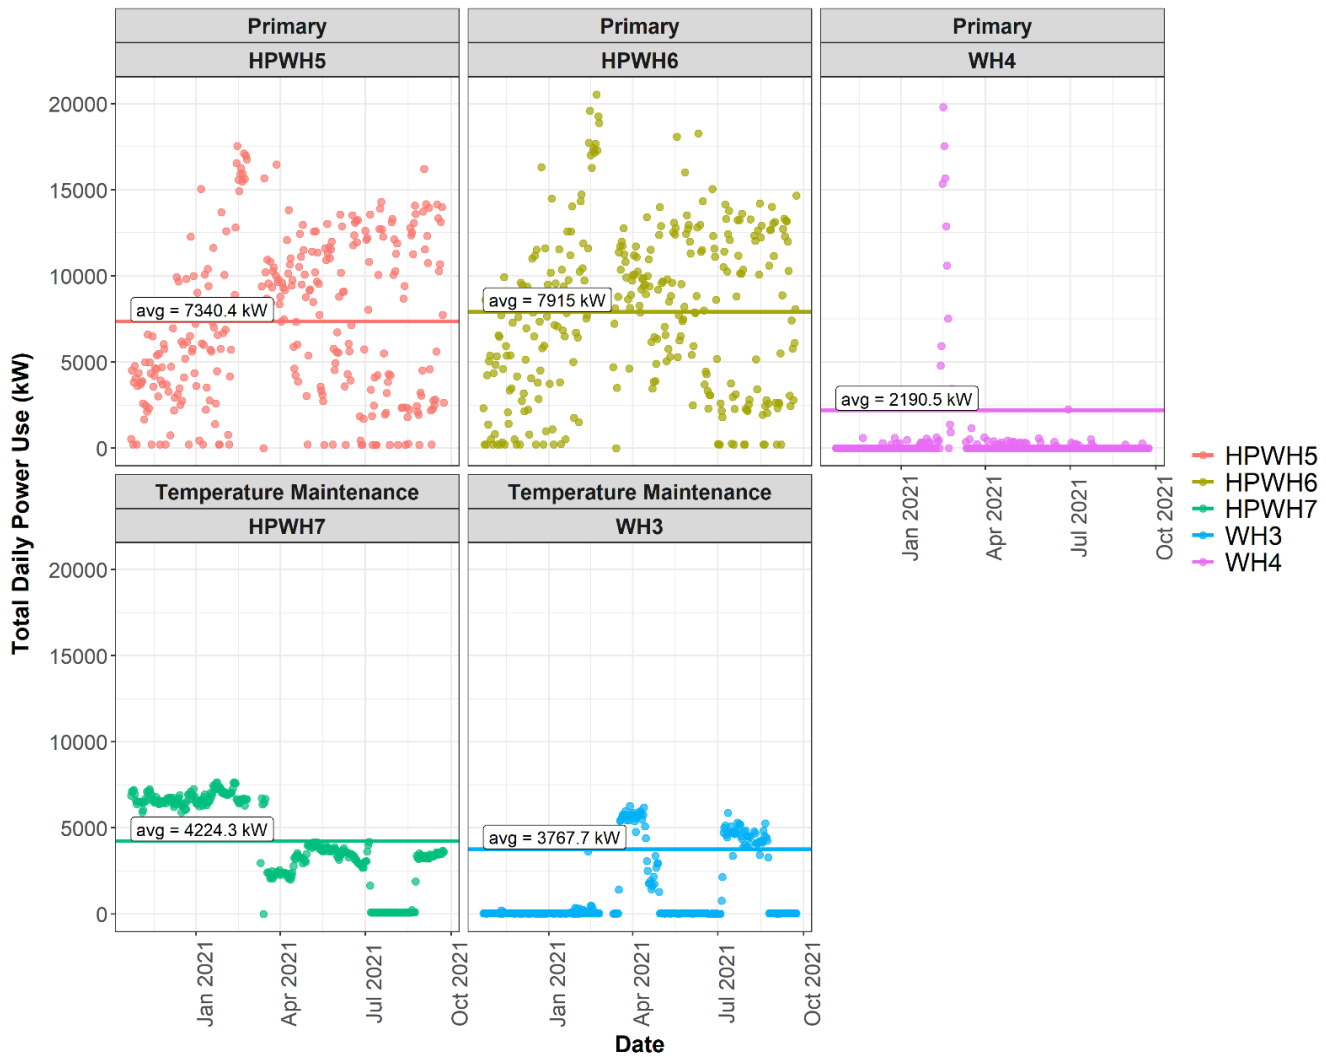 Primary
Primary
Primary
HPWH5
HPWH6
WH4
20000
15000
10000
5000
0
avg = 7340.4 kW
avg = 7915 kW
avg = 2190.5 kW
Jan 2021
Apr 2021
Jul 2021
Oct 2021
Temperature Maintenance
Temperature Maintenance
HPWH7
WH3
20000
15000
10000
5000
0
avg = 4224.3 kW
avg = 3767.7 kW
Jan 2021
Apr 2021
Jul 2021
Oct 2021
Jan 2021
Apr 2021
Jul 2021
Oct 2021
Total Daily Power Use (kW)
Date
HPWH5
HPWH6
HPWH7
WH3
WH4